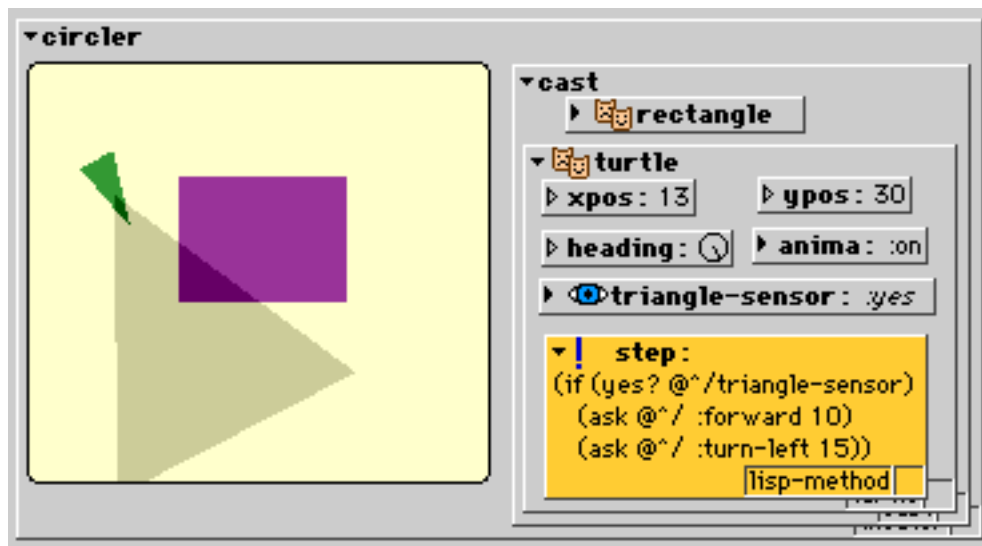 circler
cast
rectangle
turtle
xpos: 13
ypos: 30
heading:
anima: :on
triangle-sensor: :yes
! step:
(if (yes? @^/triangle-sensor)
(ask @^/ :forward 10)
(ask @^/ :turn-left 15))
lisp-method